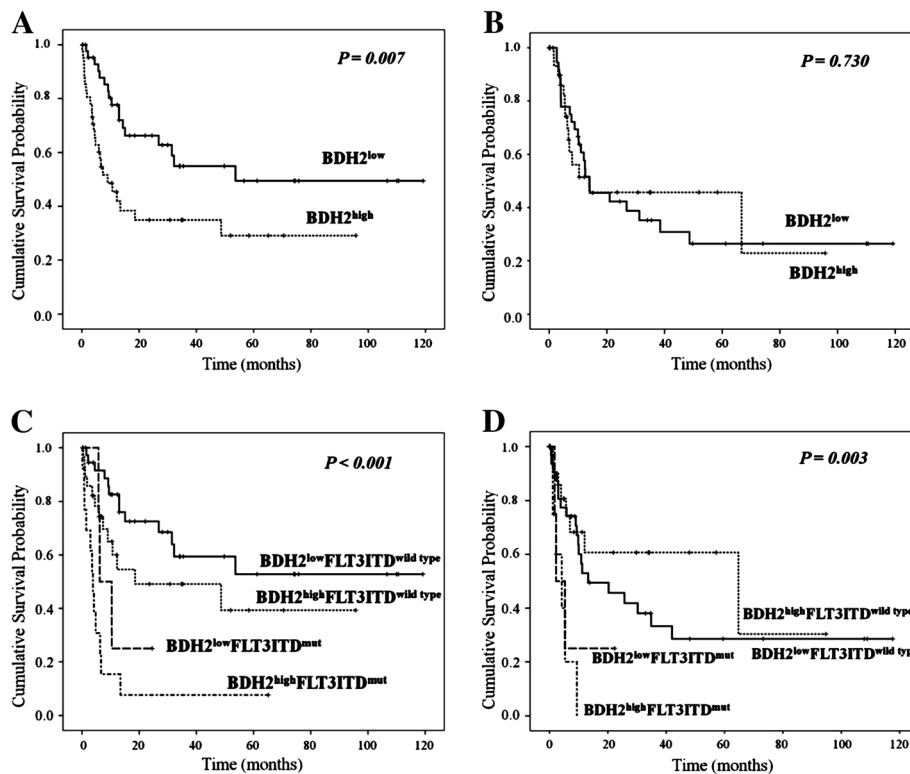 A
P = 0.007
Cumulative Survival Probability
1.0
0.8
0.6
0.4
0.2
0.0
BDH2low
BDH2high
0 20 40 60 80 100 120
Time (months)
B
P = 0.730
Cumulative Survival Probability
1.0
0.8
0.6
0.4
0.2
0.0
BDH2low
BDH2high
0 20 40 60 80 100 120
Time (months)
C
P < 0.001
Cumulative Survival Probability
1.0
0.8
0.6
0.4
0.2
0.0
BDH2lowFLT3ITDwild type
BDH2highFLT3ITDwild type
BDH2lowFLT3ITDmut
BDH2highFLT3ITDmut
0 20 40 60 80 100 120
Time (months)
D
P = 0.003
Cumulative Survival Probability
1.0
0.8
0.6
0.4
0.2
0.0
BDH2highFLT3ITDwild type
BDH2lowFLT3ITDmut
BDH2lowFLT3ITDwild type
BDH2highFLT3ITDmut
0 20 40 60 80 100 120
Time (months)